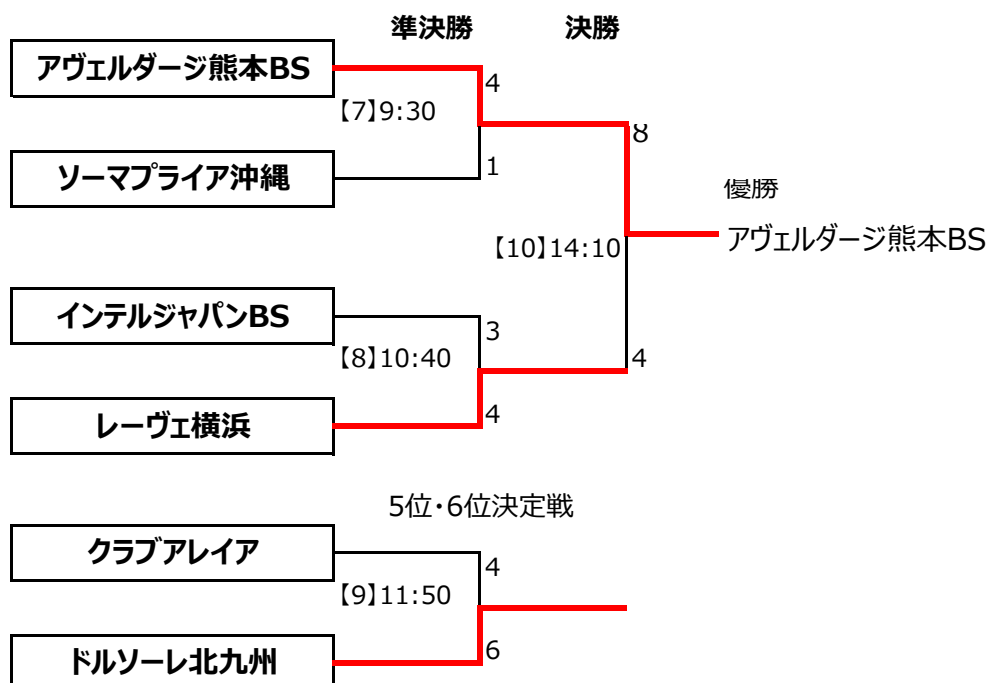 準決勝 決勝
アヴェルダージ熊本BS
4
【7】9:30
8
ソーマプライア沖縄
1
優勝
アヴェルダージ熊本BS
【10】14:10
インテルジャパンBS
3
【8】10:40
4
レーヴェ横浜
4
5位・6位決定戦
クラブアレイア
4
【9】11:50
ドルソーレ北九州
6